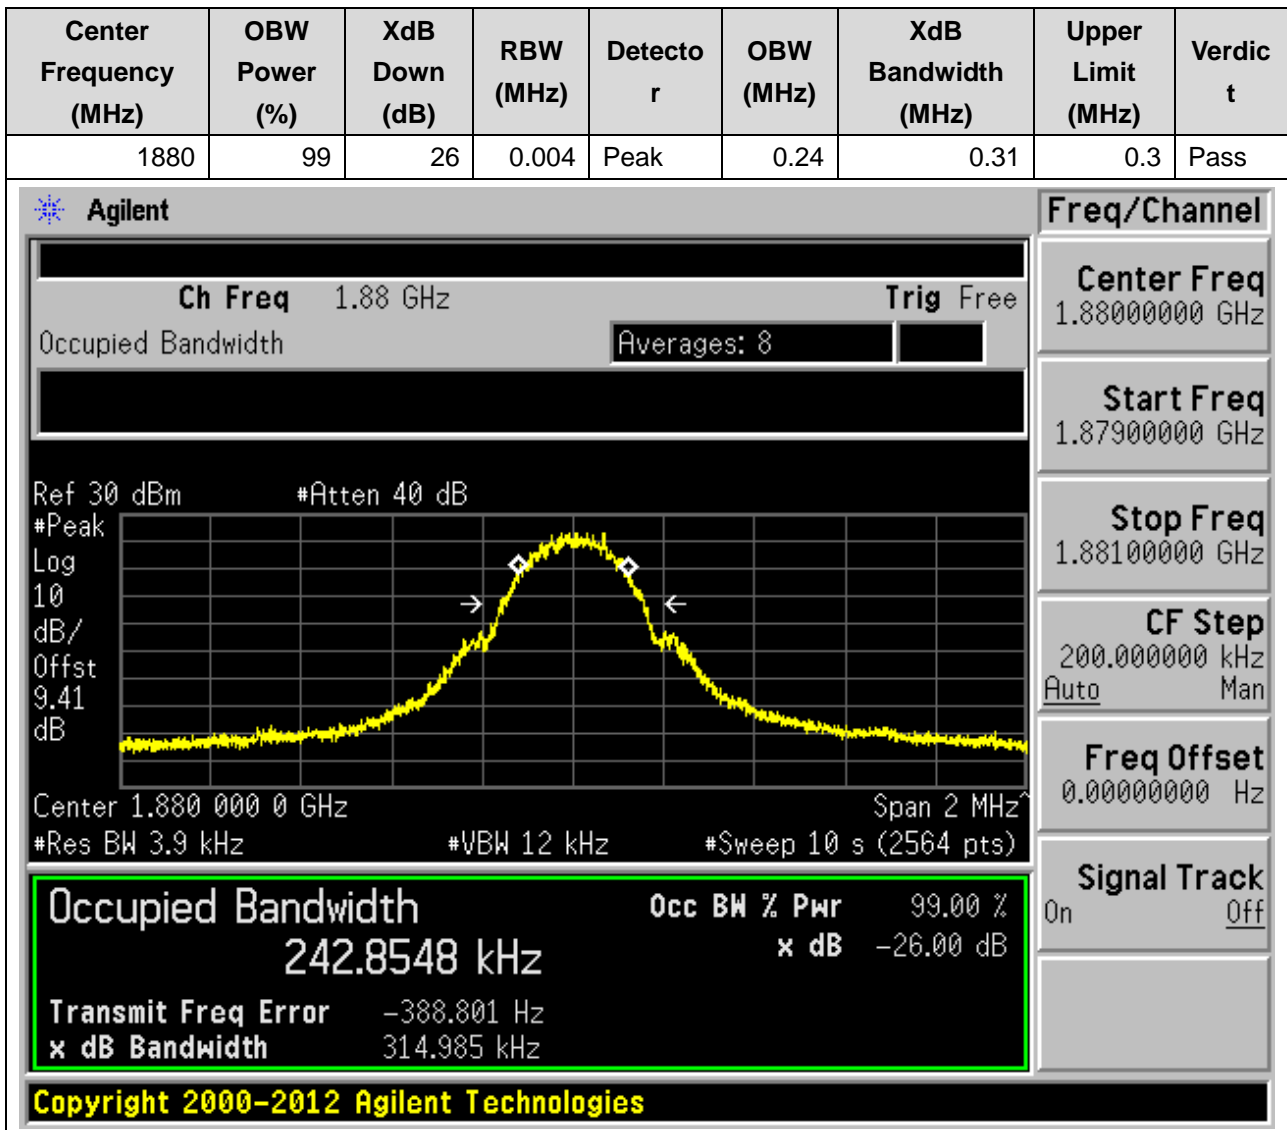 Center Frequency (MHz) OBW Power (%) XdB Down (dB) RBW (MHz) Detecto r OBW (MHz) XdB Bandwidth (MHz) Upper Limit (MHz) Verdic t
1880 99 26 0.004 Peak 0.24 0.31 0.3 Pass
Agilent
Freq/Channel
Ch Freq 1.88 GHz Trig Free
Occupied Bandwidth Averages: 8
Ref 30 dBm #Atten 40 dB
#Peak
Log
10
dB/
Offst
9.41
dB
Center 1.880 000 0 GHz Span 2 MHz^
#Res BW 3.9 kHz #VBW 12 kHz #Sweep 10 s (2564 pts)
Occupied Bandwidth Occ BW % Pwr 99.00 %
242.8548 kHz x dB -26.00 dB
Transmit Freq Error -388.801 Hz
x dB Bandwidth 314.985 kHz
Center Freq
1.88000000 GHz
Start Freq
1.87900000 GHz
Stop Freq
1.88100000 GHz
CF Step
200.000000 kHz
Auto Man
Freq Offset
0.00000000 Hz
Signal Track
On Off
Copyright 2000-2012 Agilent Technologies